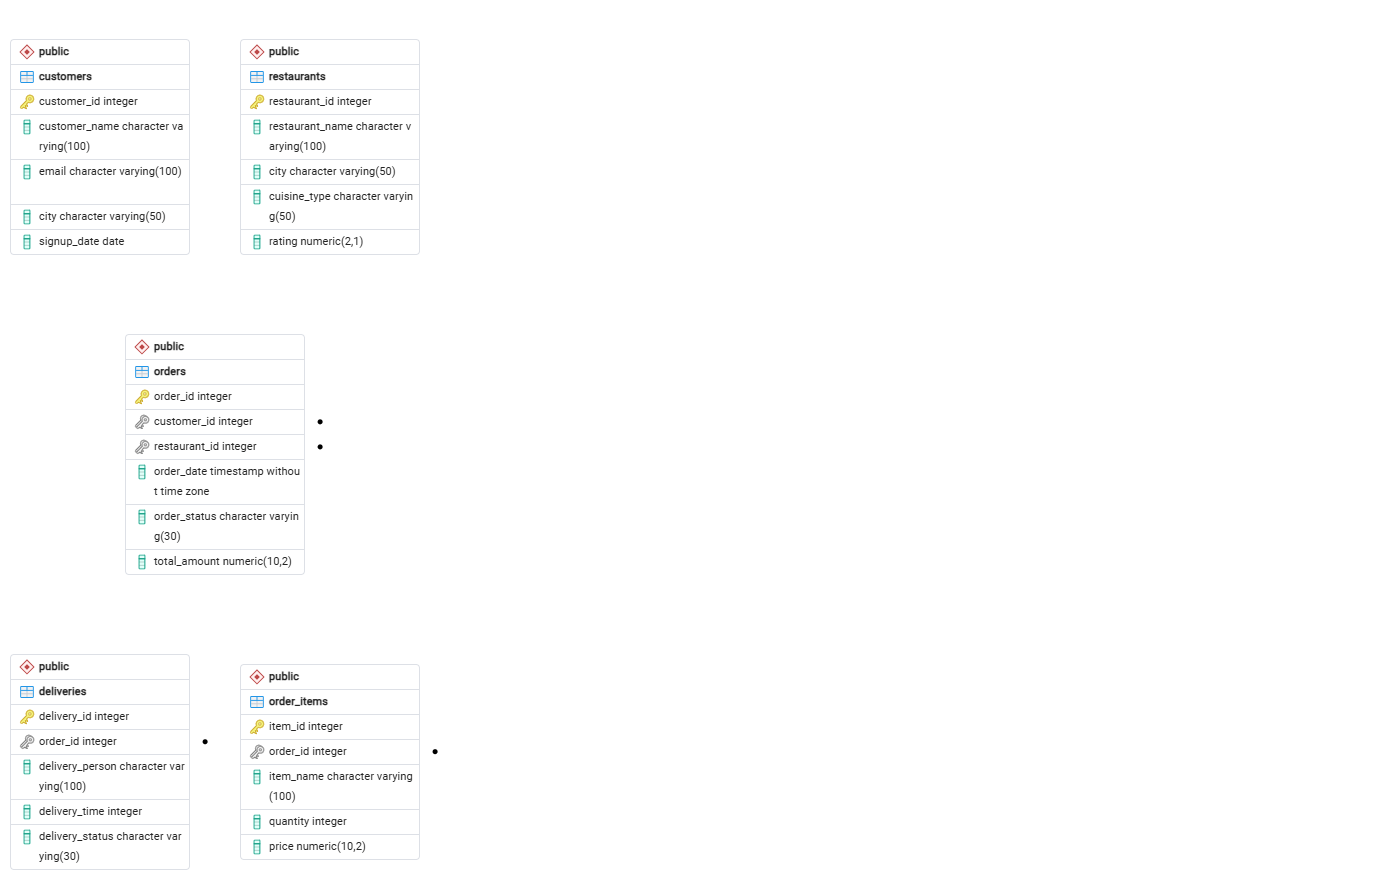 public
customers
customer_id integer
customer_name character va
rying(100)
email character varying(100)
city character varying(50)
signup_date date
public
restaurants
restaurant_id integer
restaurant_name character v
arying(100)
city character varying(50)
cuisine_type character varyin
g(50)
rating numeric(2,1)
public
orders
order_id integer
customer_id integer
restaurant_id integer
order_date timestamp withou
t time zone
order_status character varyin
g(30)
total_amount numeric(10,2)
public
deliveries
delivery_id integer
order_id integer
delivery_person character var
ying(100)
delivery_time integer
delivery_status character var
ying(30)
public
order_items
item_id integer
order_id integer
item_name character varying
(100)
quantity integer
price numeric(10,2)